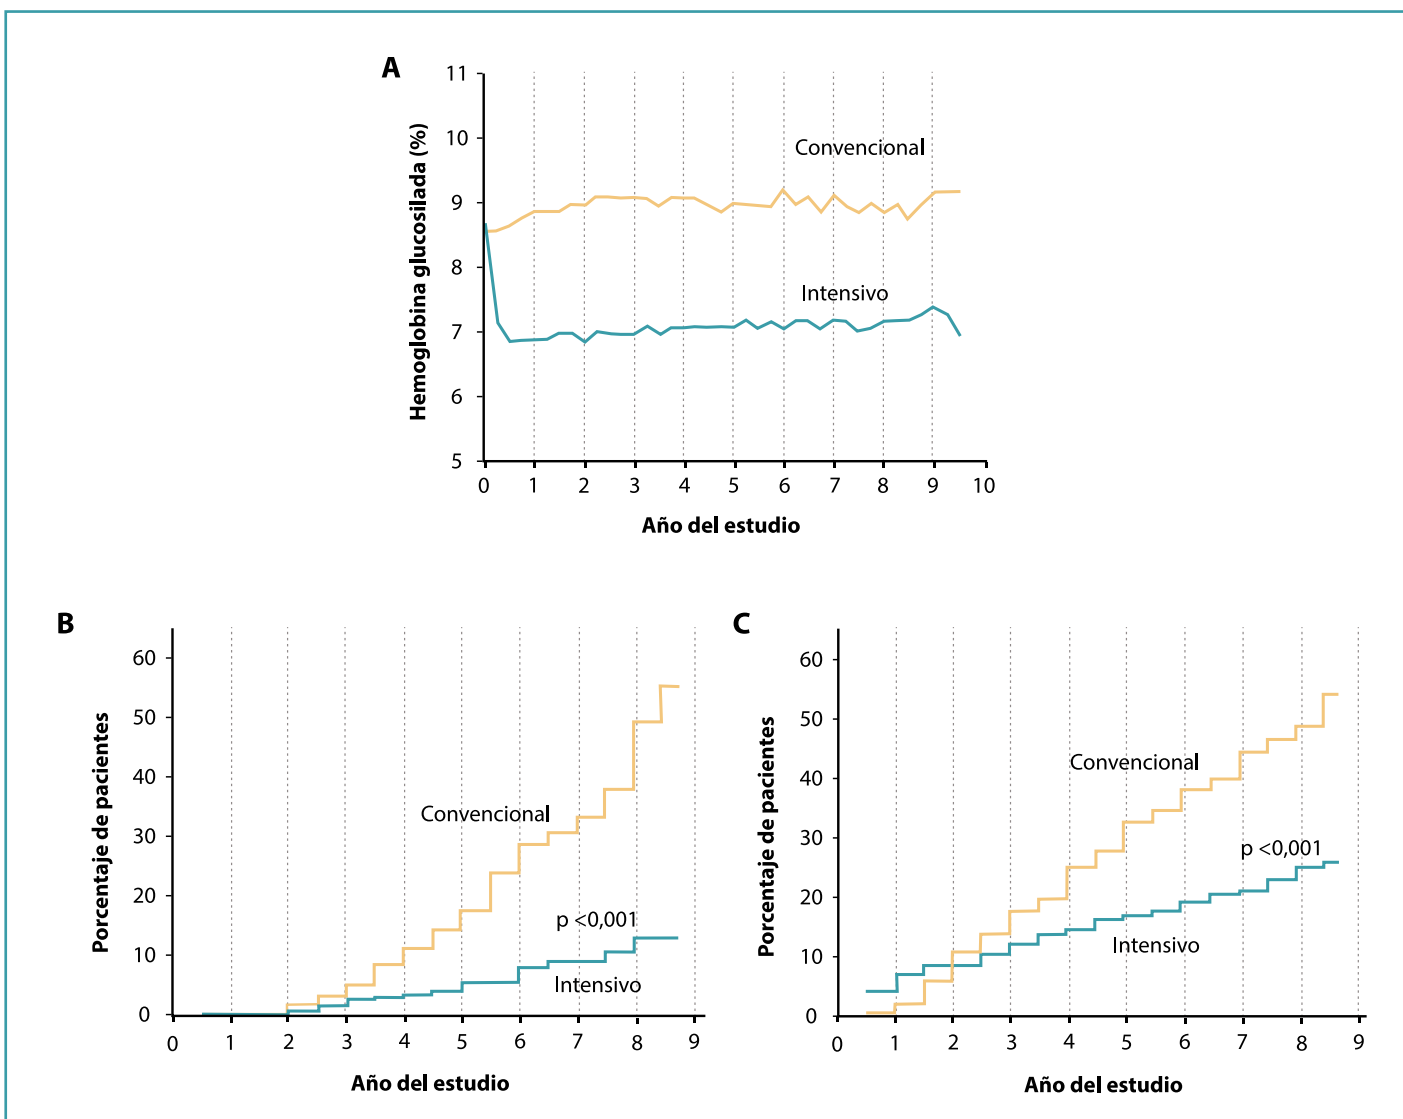 A
11
10
9
8
7
6
5
Hemoglobina glucosilada (%)
Convencional
Intensivo
0 1 2 3 4 5 6 7 8 9 10
Año del estudio
B
60
50
40
30
20
10
0
Porcentaje de pacientes
Convencional
p <0,001
Intensivo
0 1 2 3 4 5 6 7 8 9
Año del estudio
C
60
50
40
30
20
10
0
Porcentaje de pacientes
Convencional
p <0,001
Intensivo
0 1 2 3 4 5 6 7 8 9
Año del estudio